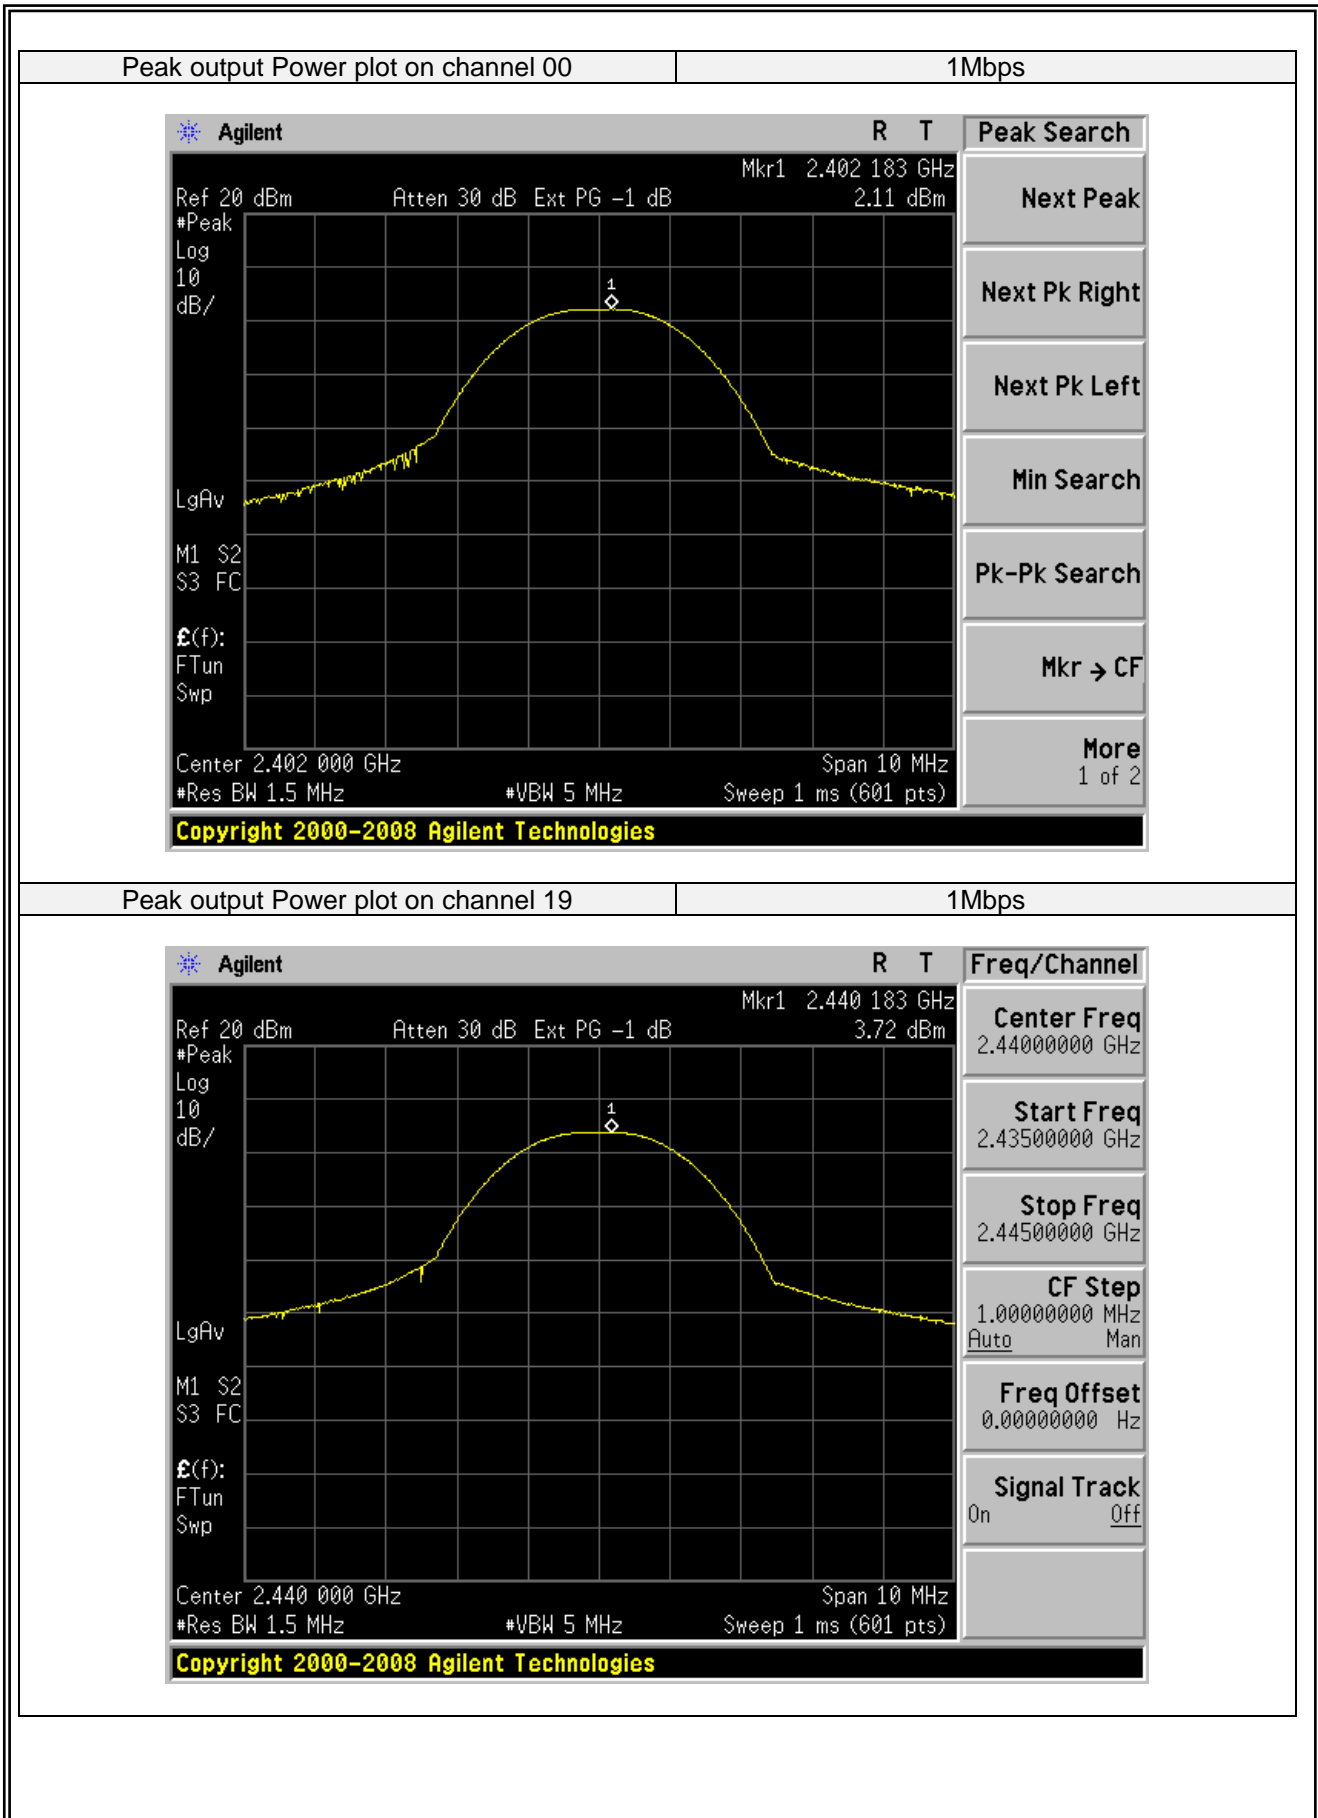 Peak output Power plot on channel 00 1Mbps
Agilent R T Peak Search
Mkr1 2.402 183 GHz
Ref 20 dBm Atten 30 dB Ext PG -1 dB 2.11 dBm
Next Peak
#Peak
Log
10
dB/
1
Next Pk Right
Next Pk Left
Min Search
LgAv
M1 S2
S3 FC
Pk-Pk Search
£(f):
FTun
Swp
Mkr → CF
Center 2.402 000 GHz Span 10 MHz
#Res BW 1.5 MHz #VBW 5 MHz Sweep 1 ms (601 pts)
More
1 of 2
Copyright 2000-2008 Agilent Technologies
Peak output Power plot on channel 19 1Mbps
Agilent R T Freq/Channel
Mkr1 2.440 183 GHz
Ref 20 dBm Atten 30 dB Ext PG -1 dB 3.72 dBm
Center Freq
2.44000000 GHz
#Peak
Log
10
dB/
1
Start Freq
2.43500000 GHz
Stop Freq
2.44500000 GHz
CF Step
1.00000000 MHz
Auto Man
LgAv
M1 S2
S3 FC
Freq Offset
0.00000000 Hz
£(f):
FTun
Swp
Signal Track
On Off
Center 2.440 000 GHz Span 10 MHz
#Res BW 1.5 MHz #VBW 5 MHz Sweep 1 ms (601 pts)
Copyright 2000-2008 Agilent Technologies